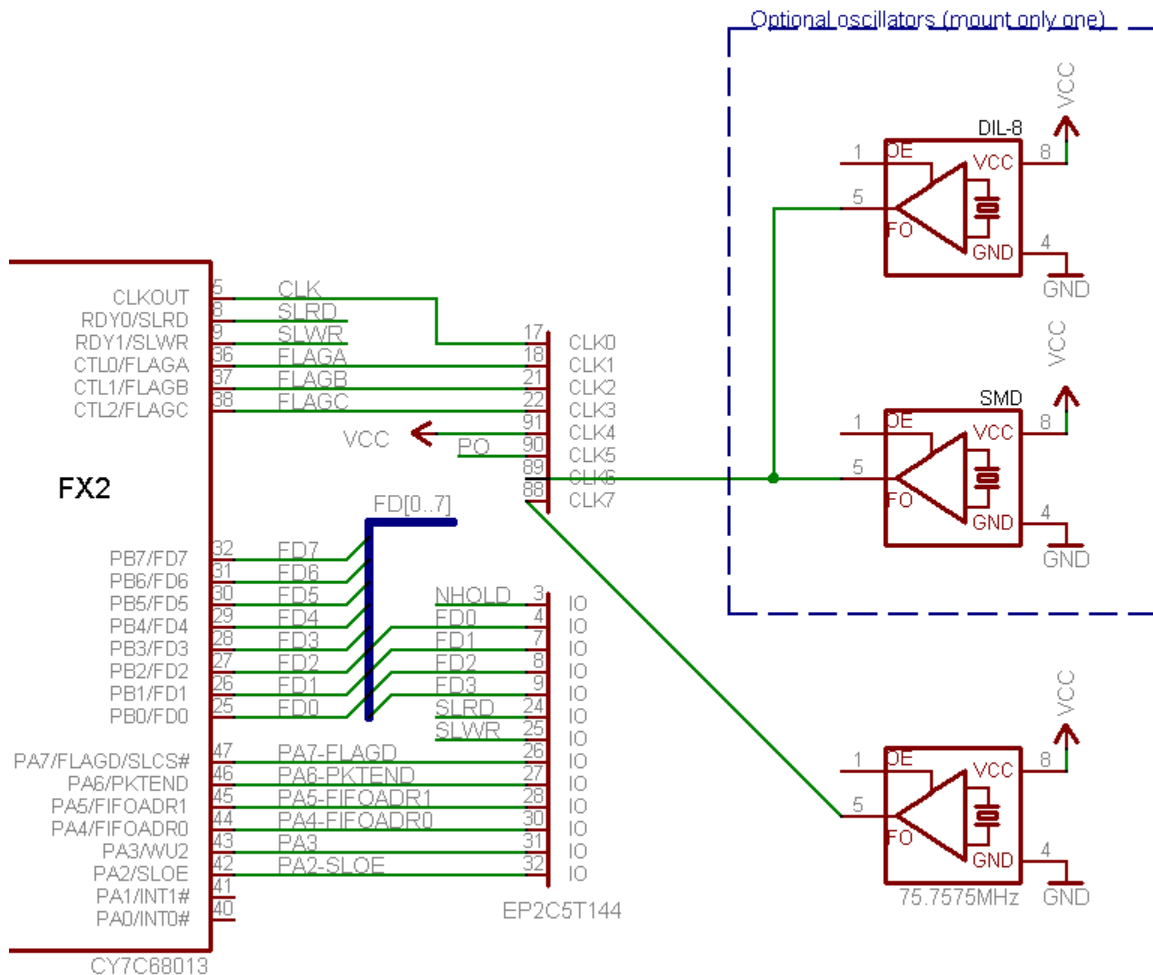 Optional oscillators (mount only one)
VCC
DIL-8
1 OE VCC 8
5
FO
GND 4
GND
CLKOUT 5 CLK
RDY0/SLRD 8 SLRD
RDY1/SLWR 9 SLWR
CTL0/FLAGA 36 FLAGA
CTL1/FLAGB 37 FLAGB
CTL2/FLAGC 38 FLAGC
17 CLK0
18 CLK1
21 CLK2
22 CLK3
VCC 91 CLK4
PO 90 CLK5
89 CLK6
88 CLK7
VCC
SMD
1 OE VCC 8
5
FO
GND 4
GND
FX2
FD[0..7]
PB7/FD7 32 FD7
PB6/FD6 31 FD6
PB5/FD5 30 FD5
PB4/FD4 29 FD4
PB3/FD3 28 FD3
PB2/FD2 27 FD2
PB1/FD1 26 FD1
PB0/FD0 25 FD0
NHOLD 3 IO
FD0 4 IO
FD1 7 IO
FD2 8 IO
FD3 9 IO
SLRD 24 IO
SLWR 25 IO
PA7/FLAGD/SLCS# 47 PA7-FLAGD 26 IO
PA6/PKTEND 46 PA6-PKTEND 27 IO
PA5/FIFOADR1 45 PA5-FIFOADR1 28 IO
PA4/FIFOADR0 44 PA4-FIFOADR0 30 IO
PA3/WU2 43 PA3 31 IO
PA2/SLOE 42 PA2-SLOE 32 IO
PA1/INT1# 41
PA0/INT0# 40
EP2C5T144
CY7C68013
VCC
1 OE VCC 8
5
FO
GND 4
75.7575MHz GND